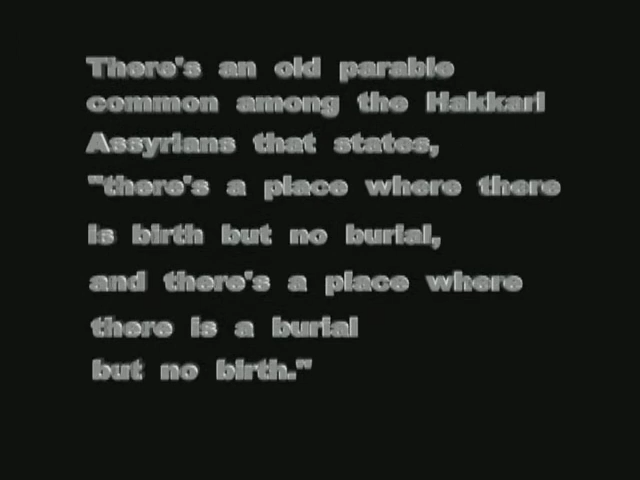 There's an old parable
common among the Hakkari
Assyrians that states,
"there's a place where there
is birth but no burial,
and there's a place where
there is a burial
but no birth."